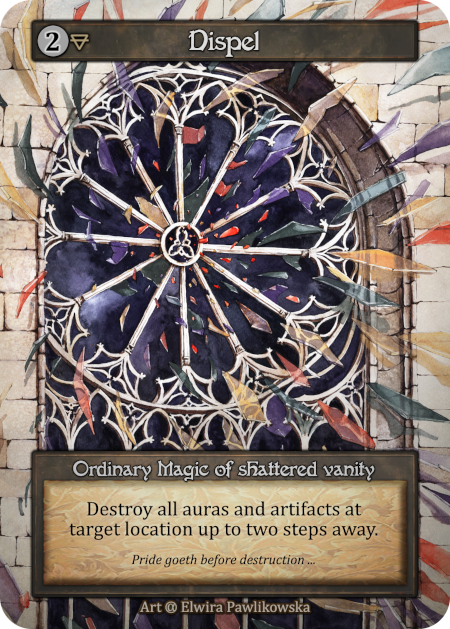 2
Dispel
Ordinary Magic of shattered vanity
Destroy all auras and artifacts at
target location up to two steps away.
Pride goeth before destruction ...
Art @ Elwira Pawlikowska